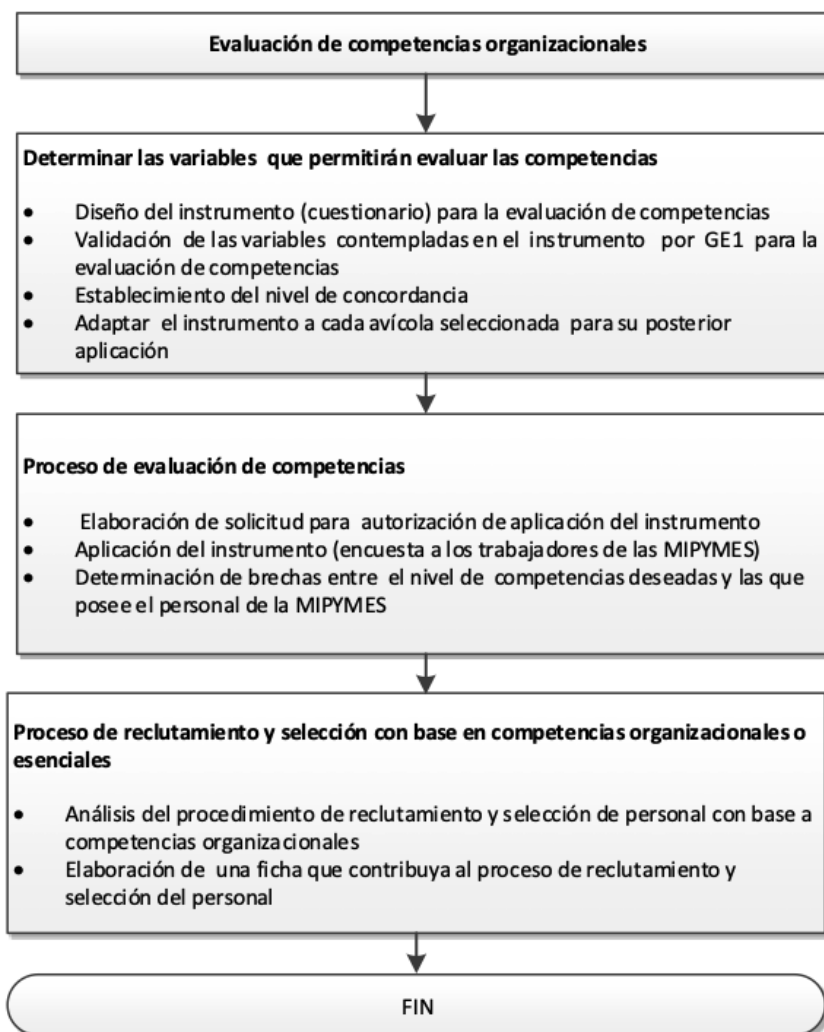 Evaluación de competencias organizacionales
Determinar las variables que permitirán evaluar las competencias
• Diseño del instrumento (cuestionario) para la evaluación de competencias
• Validación de las variables contempladas en el instrumento por GE1 para la
evaluación de competencias
• Establecimiento del nivel de concordancia
• Adaptar el instrumento a cada avícola seleccionada para su posterior
aplicación
Proceso de evaluación de competencias
• Elaboración de solicitud para autorización de aplicación del instrumento
• Aplicación del instrumento (encuesta a los trabajadores de las MIPYMES)
• Determinación de brechas entre el nivel de competencias deseadas y las que
posee el personal de la MIPYMES
Proceso de reclutamiento y selección con base en competencias organizacionales o
esenciales
• Análisis del procedimiento de reclutamiento y selección de personal con base a
competencias organizacionales
• Elaboración de una ficha que contribuya al proceso de reclutamiento y
selección del personal
FIN